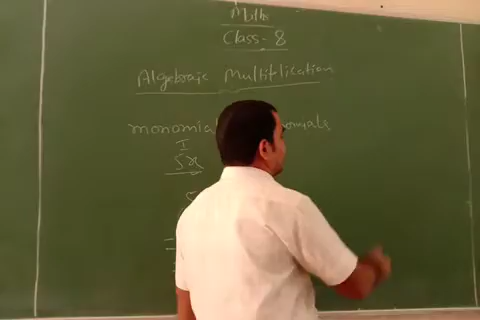 Maths
Class - 8
Algebraic Multiplication
monomial
I
5x